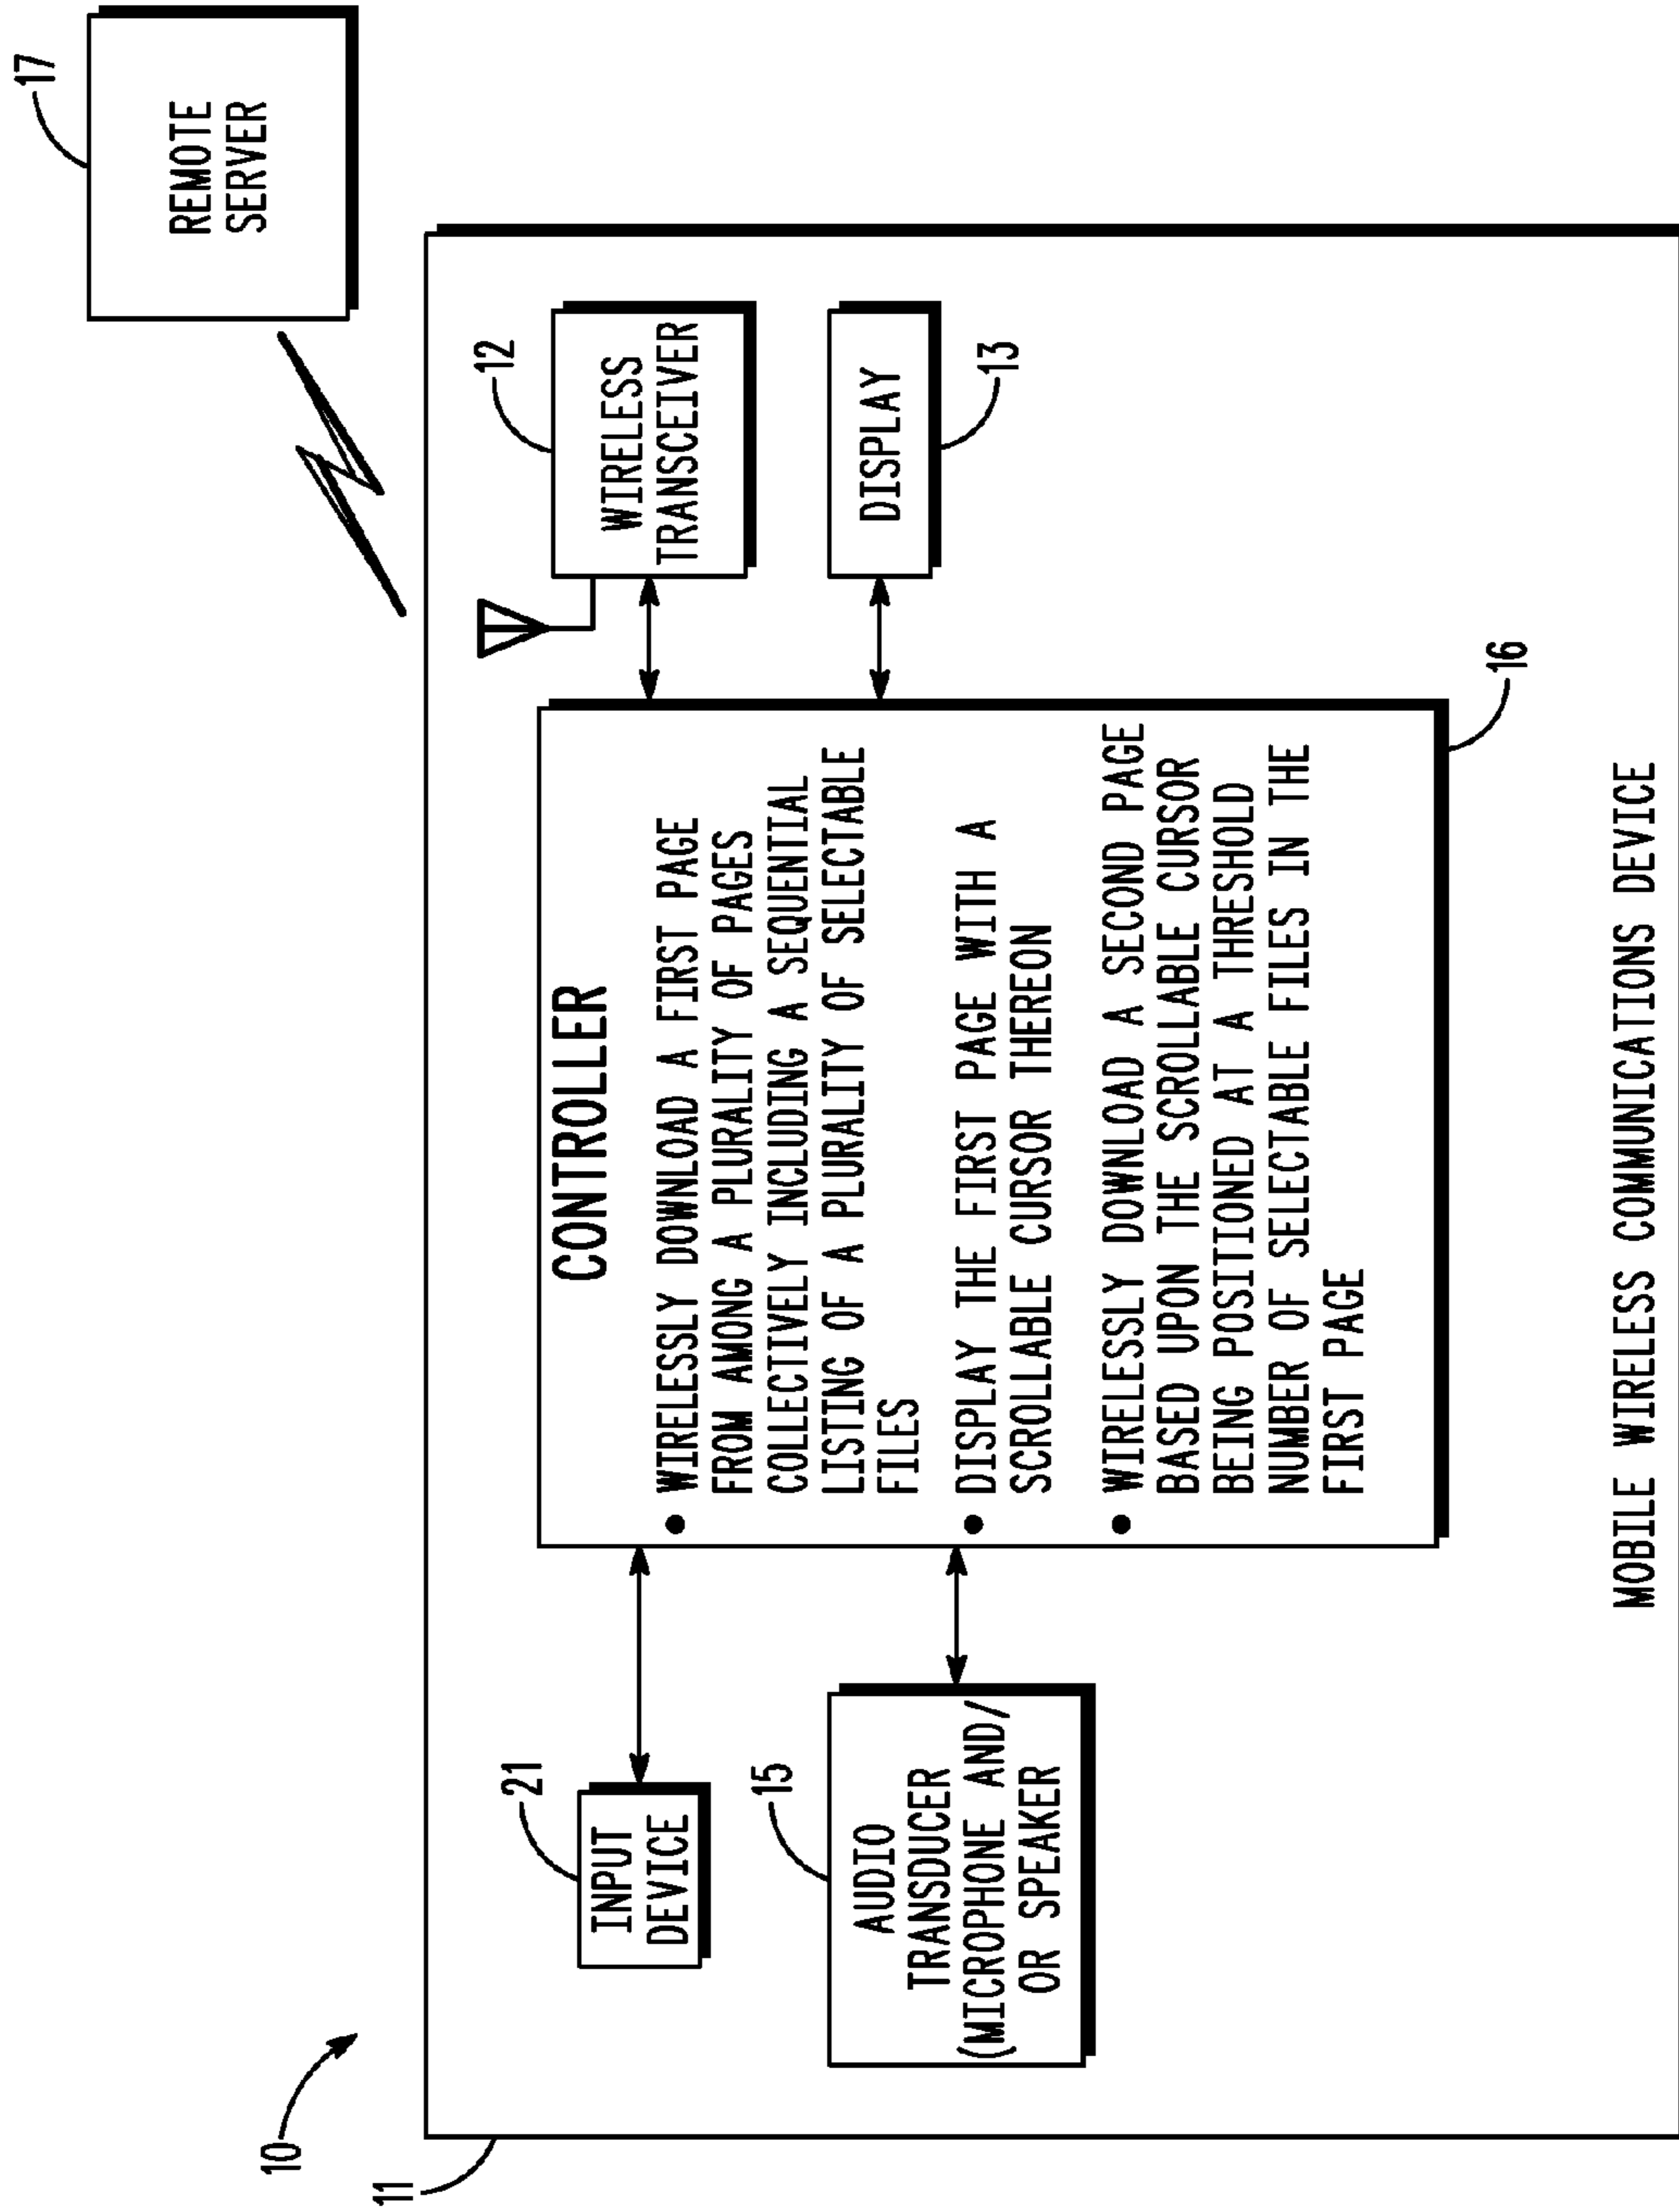 17
REMOTE
SERVER
10
11
21
INPUT
DEVICE
15
AUDIO
TRANSDUCER
(MICROPHONE AND/
OR SPEAKER
CONTROLLER
• WIRELESSLY DOWNLOAD A FIRST PAGE
FROM AMONG A PLURALITY OF PAGES
COLLECTIVELY INCLUDING A SEQUENTIAL
LISTING OF A PLURALITY OF SELECTABLE
FILES
• DISPLAY THE FIRST PAGE WITH A
SCROLLABLE CURSOR THEREON
• WIRELESSLY DOWNLOAD A SECOND PAGE
BASED UPON THE SCROLLABLE CURSOR
BEING POSITIONED AT A THRESHOLD
NUMBER OF SELECTABLE FILES IN THE
FIRST PAGE
16
12
WIRELESS
TRANSCEIVER
DISPLAY
13
MOBILE WIRELESS COMMUNICATIONS DEVICE